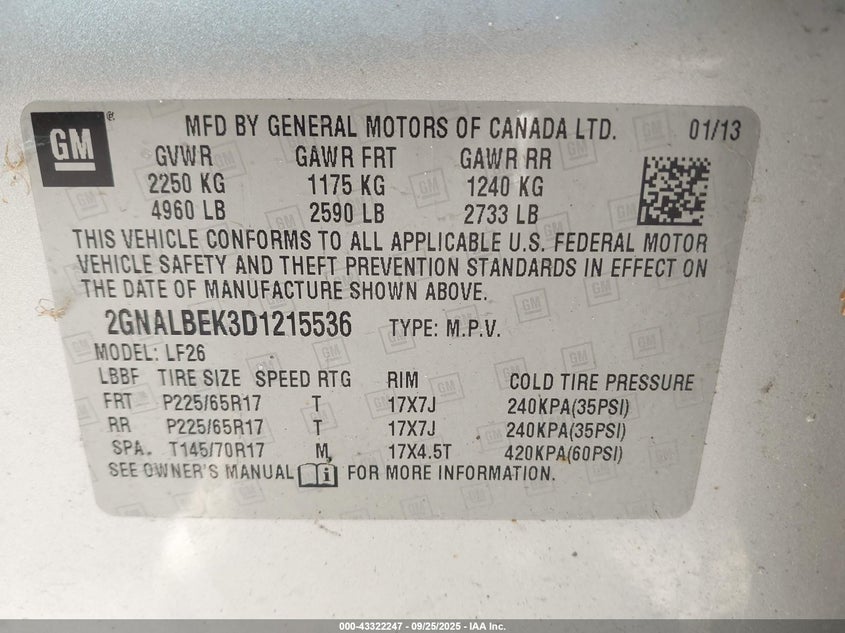 GM
MFD BY GENERAL MOTORS OF CANADA LTD. 01/13
GVWR GAWR FRT GAWR RR
2250 KG 1175 KG 1240 KG
4960 LB 2590 LB 2733 LB
THIS VEHICLE CONFORMS TO ALL APPLICABLE U.S. FEDERAL MOTOR
VEHICLE SAFETY AND THEFT PREVENTION STANDARDS IN EFFECT ON
THE DATE OF MANUFACTURE SHOWN ABOVE.
2GNALBEK3D1215536 TYPE: M.P.V.
MODEL: LF26
LBBF TIRE SIZE SPEED RTG RIM COLD TIRE PRESSURE
FRT P225/65R17 T 17X7J 240KPA(35PSI)
RR P225/65R17 T 17X7J 240KPA(35PSI)
SPA. T145/70R17 M 17X4.5T 420KPA(60PSI)
SEE OWNER'S MANUAL FOR MORE INFORMATION.
000-43322247 - 09/25/2025 - IAA Inc.